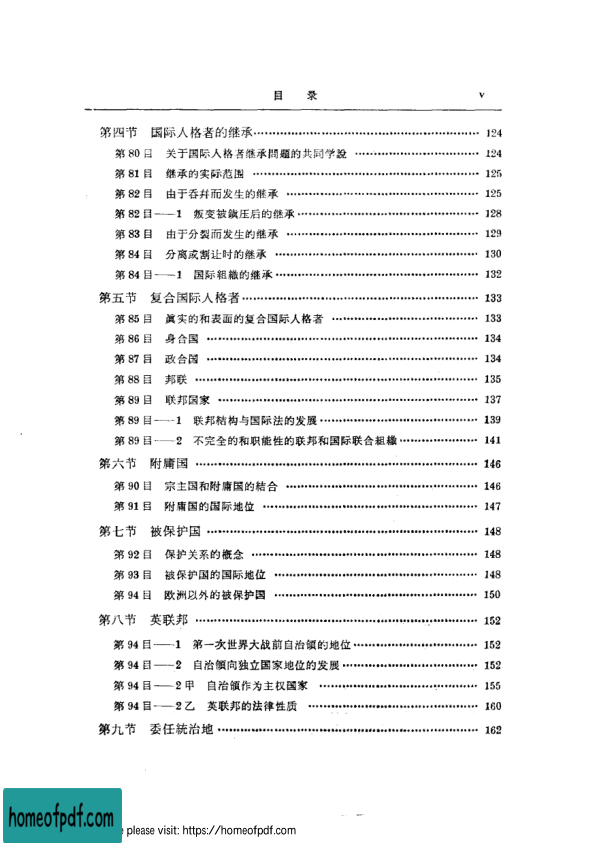 目 录 v
第四节 国际人格者的继承 124
第 80 目 关于国际人格者继承問題的共同学說 124
第 81 目 继承的实际范围 125
第 82 目 由于吞幷而发生的继承 125
第 82 目——1 叛变被鎭压后的继承 128
第 83 目 由于分裂而发生的继承 129
第 84 目 分离或割让时的继承 130
第 84 目——1 国际組織的继承 132
第五节 复合国际人格者 133
第 85 目 眞实的和表面的复合国际人格者 133
第 86 目 身合国 134
第 87 目 政合国 134
第 88 目 邦联 135
第 89 目 联邦国家 137
第 89 目——1 联邦结构与国际法的发展 139
第 89 目——2 不完全的和职能性的联邦和国际联合組織 141
第六节 附庸国 146
第 90 目 宗主国和附庸国的结合 146
第 91 目 附庸国的国际地位 147
第七节 被保护国 148
第 92 目 保护关系的概念 148
第 93 目 被保护国的国际地位 148
第 94 目 欧洲以外的被保护国 150
第八节 英联邦 152
第 94 目——1 第一次世界大战前自治領的地位 152
第 94 目——2 自治領向独立国家地位的发展 152
第 94 目——2 甲 自治領作为主权国家 155
第 94 目——2 乙 英联邦的法律性质 160
第九节 委任統治地 162
homeofpdf.com
please visit: https://homeofpdf.com